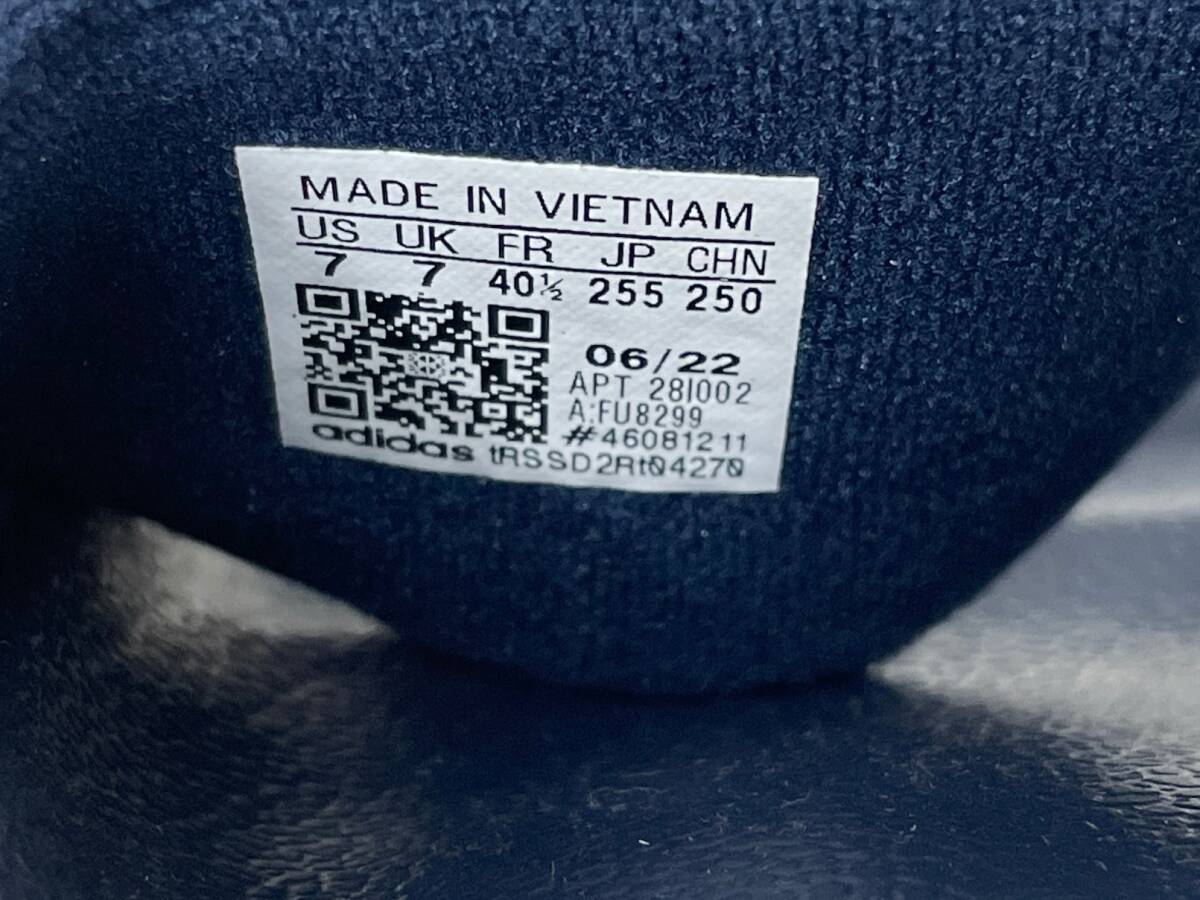 MADE IN VIETNAM
US UK FR JP CHN
7 7 40½ 255 250
06/22
APT 28I002
A:FU8299
#46081211
adidas tRSSD2Rt04270